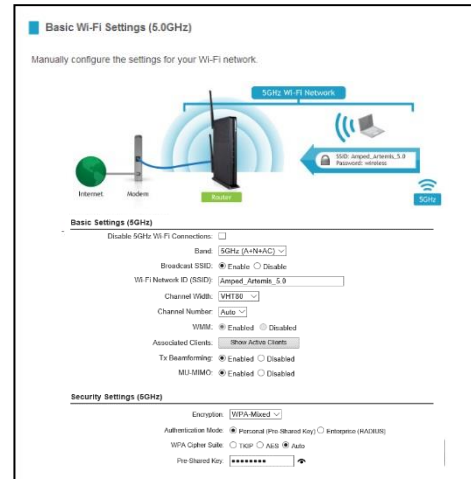 Basic Wi-Fi Settings (5.0GHz)
Manually configure the settings for your Wi-Fi network.
5GHz Wi-Fi Network
SSID: Amped_Artemis_5.0
Password: wireless
Internet
Modem
Router
5GHz
Basic Settings (5GHz)
Disable 5GHz Wi-Fi Connections:
Band: 5GHz (A+N+AC)
Broadcast SSID: Enable Disable
Wi-Fi Network ID (SSID): Amped_Artemis_5.0
Channel Width: VHT80
Channel Number: Auto
WMM: Enabled Disabled
Associated Clients: Show Active Clients
Tx Beamforming: Enabled Disabled
MU-MIMO: Enabled Disabled
Security Settings (5GHz)
Encryption: WPA-Mixed
Authentication Mode: Personal (Pre-Shared Key) Enterprise (RADIUS)
WPA Cipher Suite: TKIP AES Auto
Pre-Shared Key: ••••••••